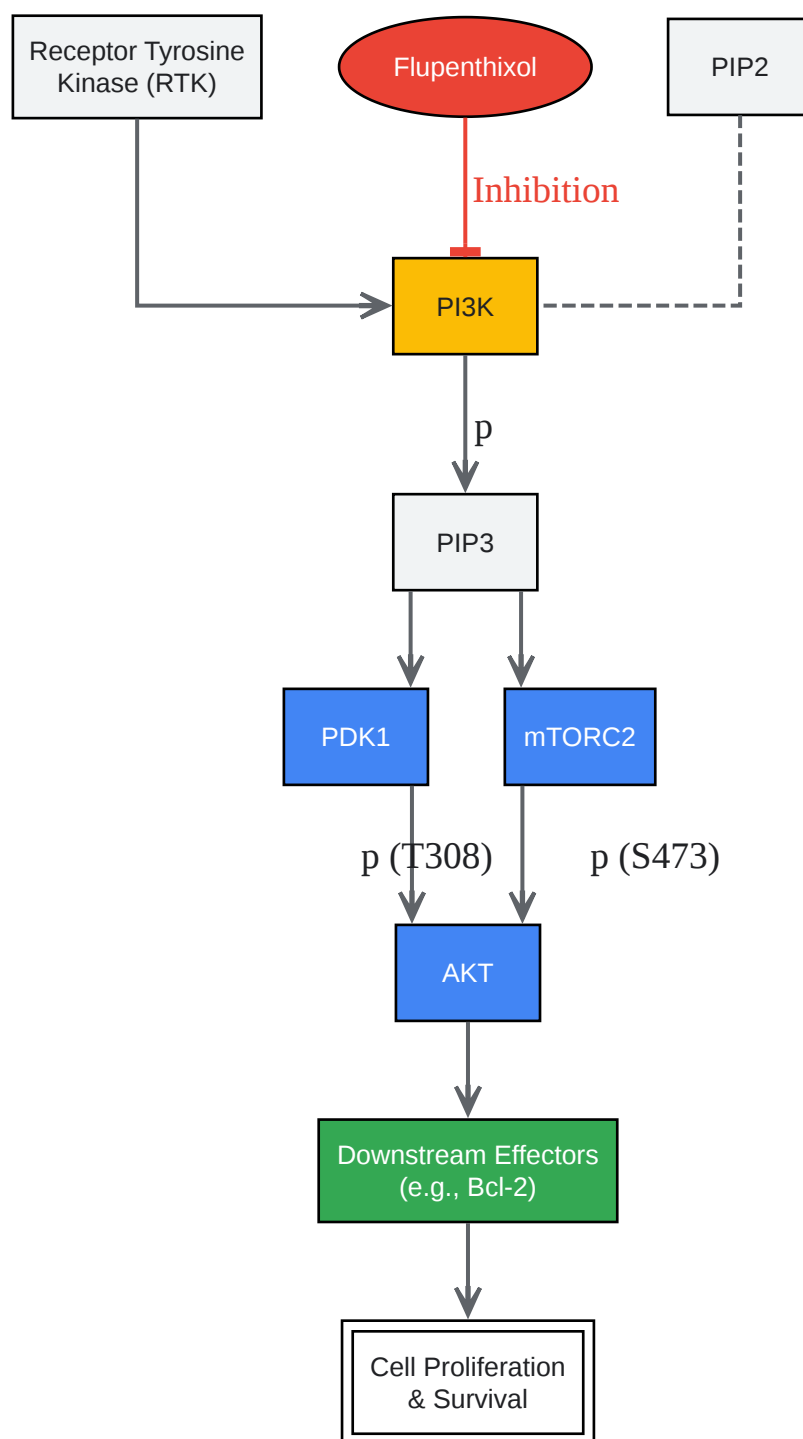 Receptor Tyrosine
Kinase (RTK)
Flupenthixol
PIP2
Inhibition
PI3K
p
PIP3
PDK1
mTORC2
p (T308)
p (S473)
AKT
Downstream Effectors
(e.g., Bcl-2)
Cell Proliferation
& Survival